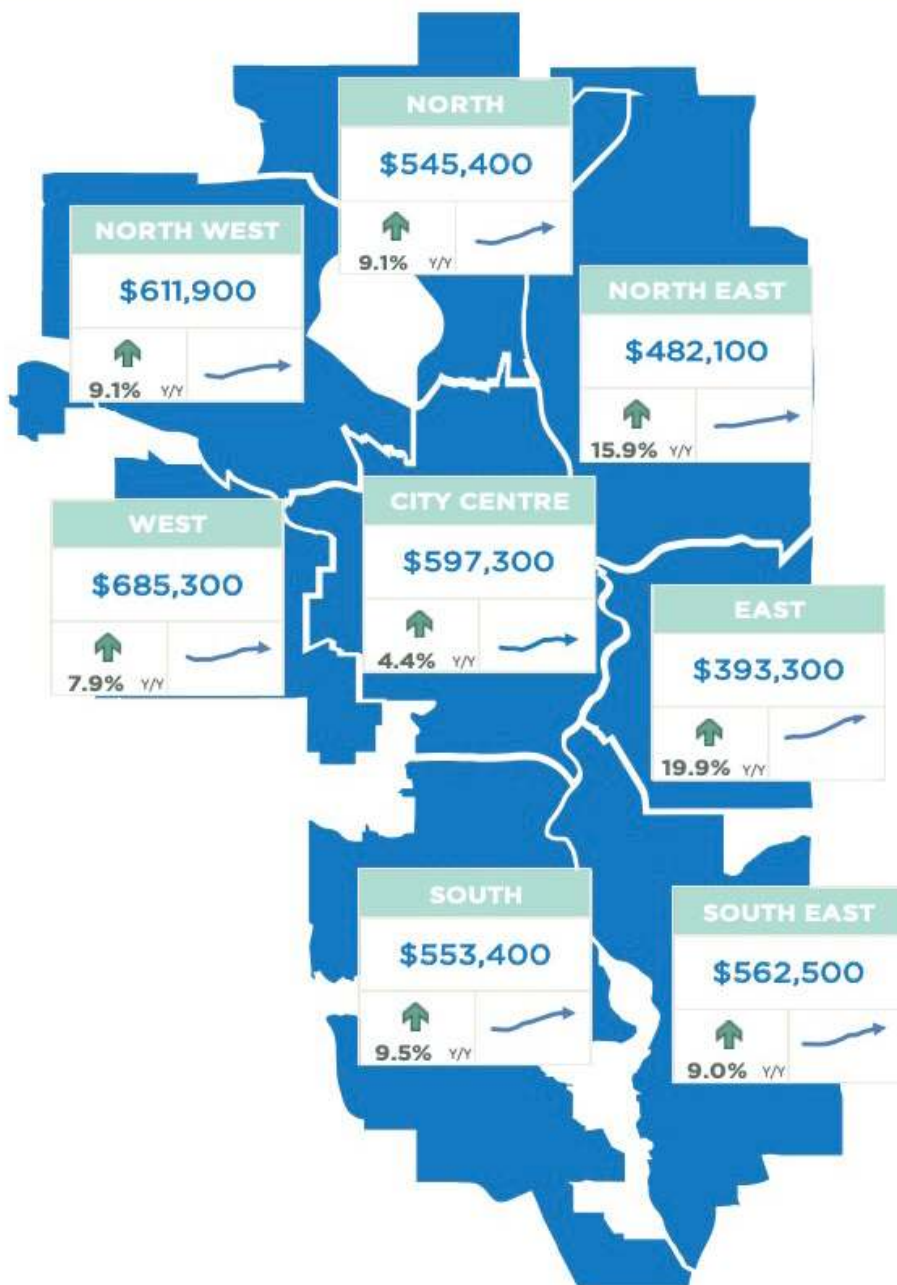 NORTH
$545,400
9.1% Y/Y
NORTH WEST
$611,900
9.1% Y/Y
NORTH EAST
$482,100
15.9% Y/Y
WEST
$685,300
7.9% Y/Y
CITY CENTRE
$597,300
4.4% Y/Y
EAST
$393,300
19.9% Y/Y
SOUTH
$553,400
9.5% Y/Y
SOUTH EAST
$562,500
9.0% Y/Y